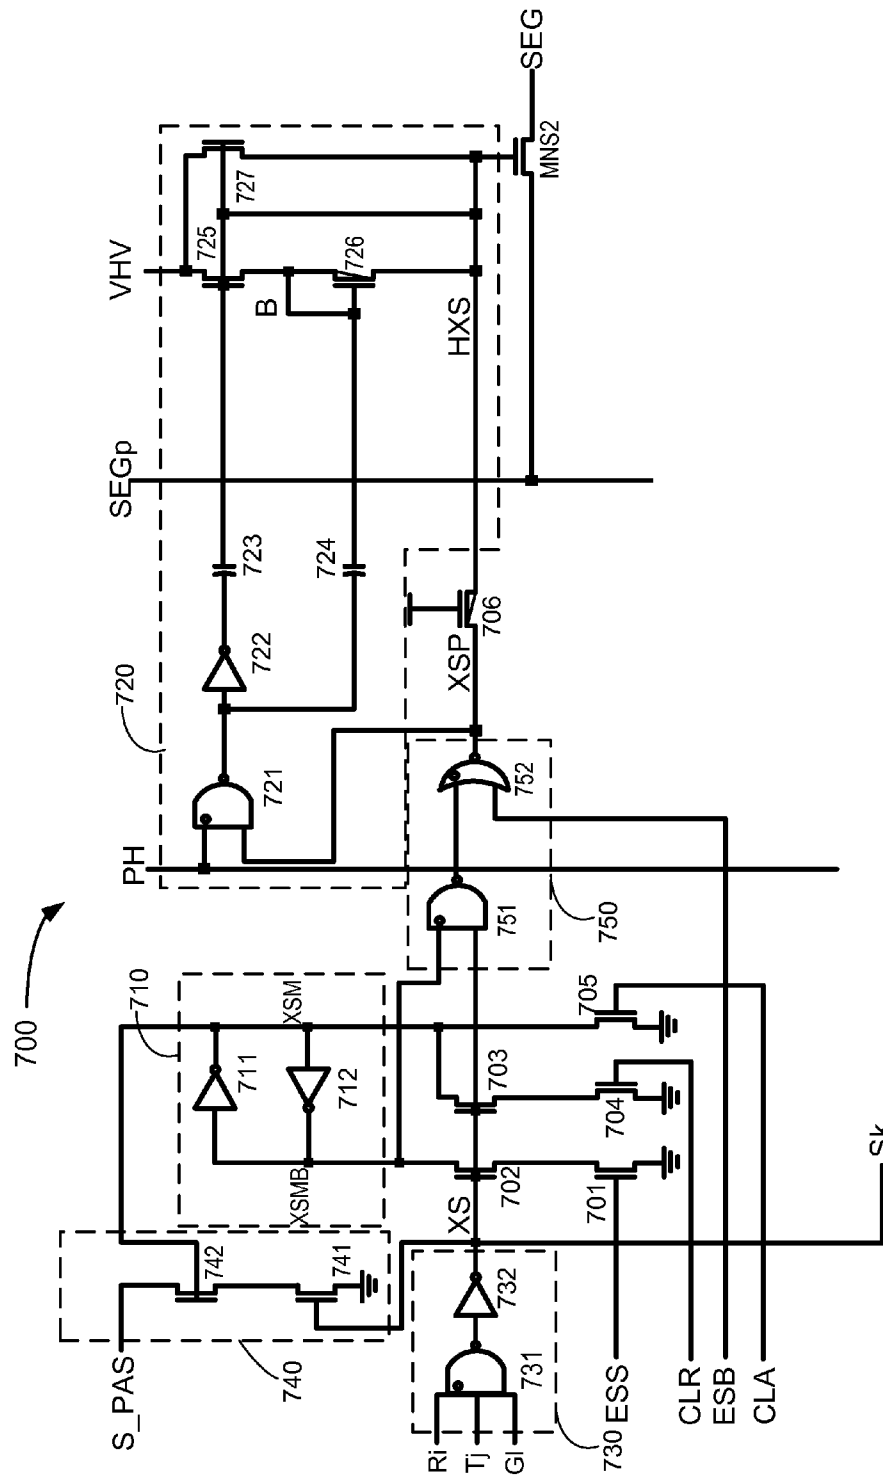 SEG
MNS2
727
725
726
VHV
B
HXS
SEGp
723
724
722
706
XSP
720
721
752
PH
751
750
700
710
XSM
705
711
712
703
704
XSMB
702
701
XS
Sk
742
741
732
740
731
730
S_PAS
Ri
Tj
Gl
ESS
CLR
ESB
CLA